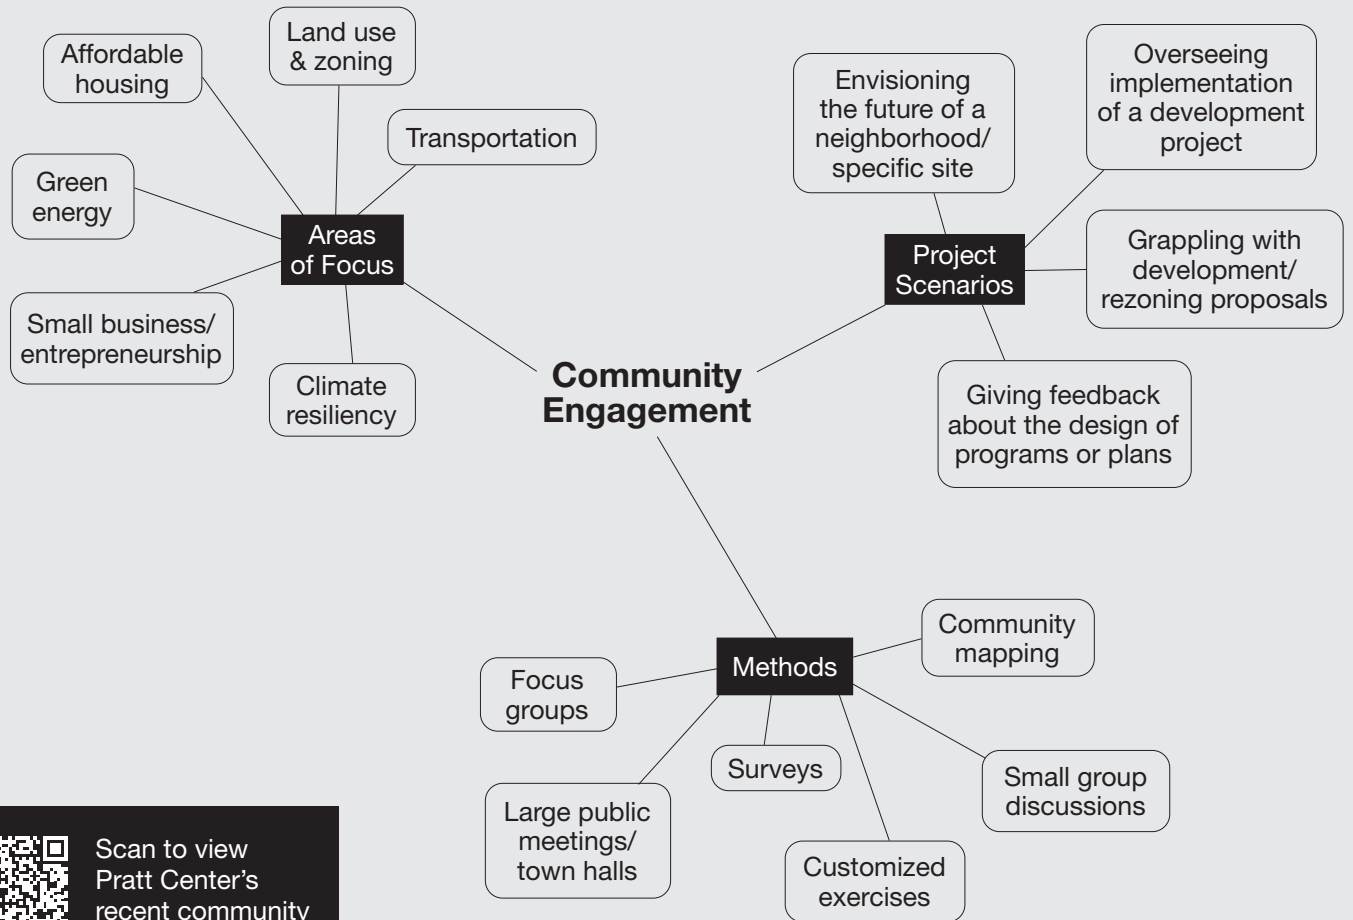 Land use
& zoning
Affordable
housing
Transportation
Green
energy
Areas
of Focus
Small business/
entrepreneurship
Climate
resiliency
Envisioning
the future of a
neighborhood/
specific site
Overseeing
implementation
of a development
project
Project
Scenarios
Grappling with
development/
rezoning proposals
Giving feedback
about the design of
programs or plans
Community
Engagement
Methods
Community
mapping
Focus
groups
Surveys
Small group
discussions
Large public
meetings/
town halls
Customized
exercises
Scan to view
Pratt Center's
recent community